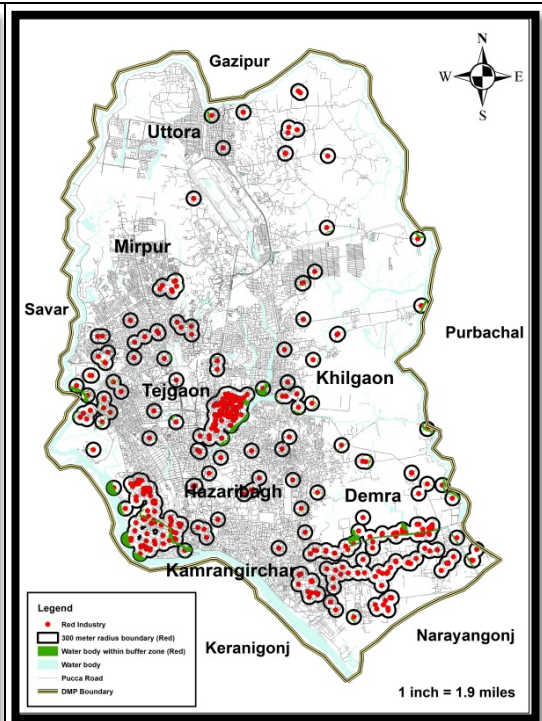 N
Gazipur
W E
S
Uttora
Mirpur
Savar
Purbachal
Khilgaon
Tejgaon
Hazaribagh
Demra
Kamrangirchar
Keranigonj
Narayangonj
Legend
Red Industry
300 meter radius boundary (Red)
Water body within buffer zone (Red)
Water body
Pucca Road
DMP Boundary
1 inch = 1.9 miles